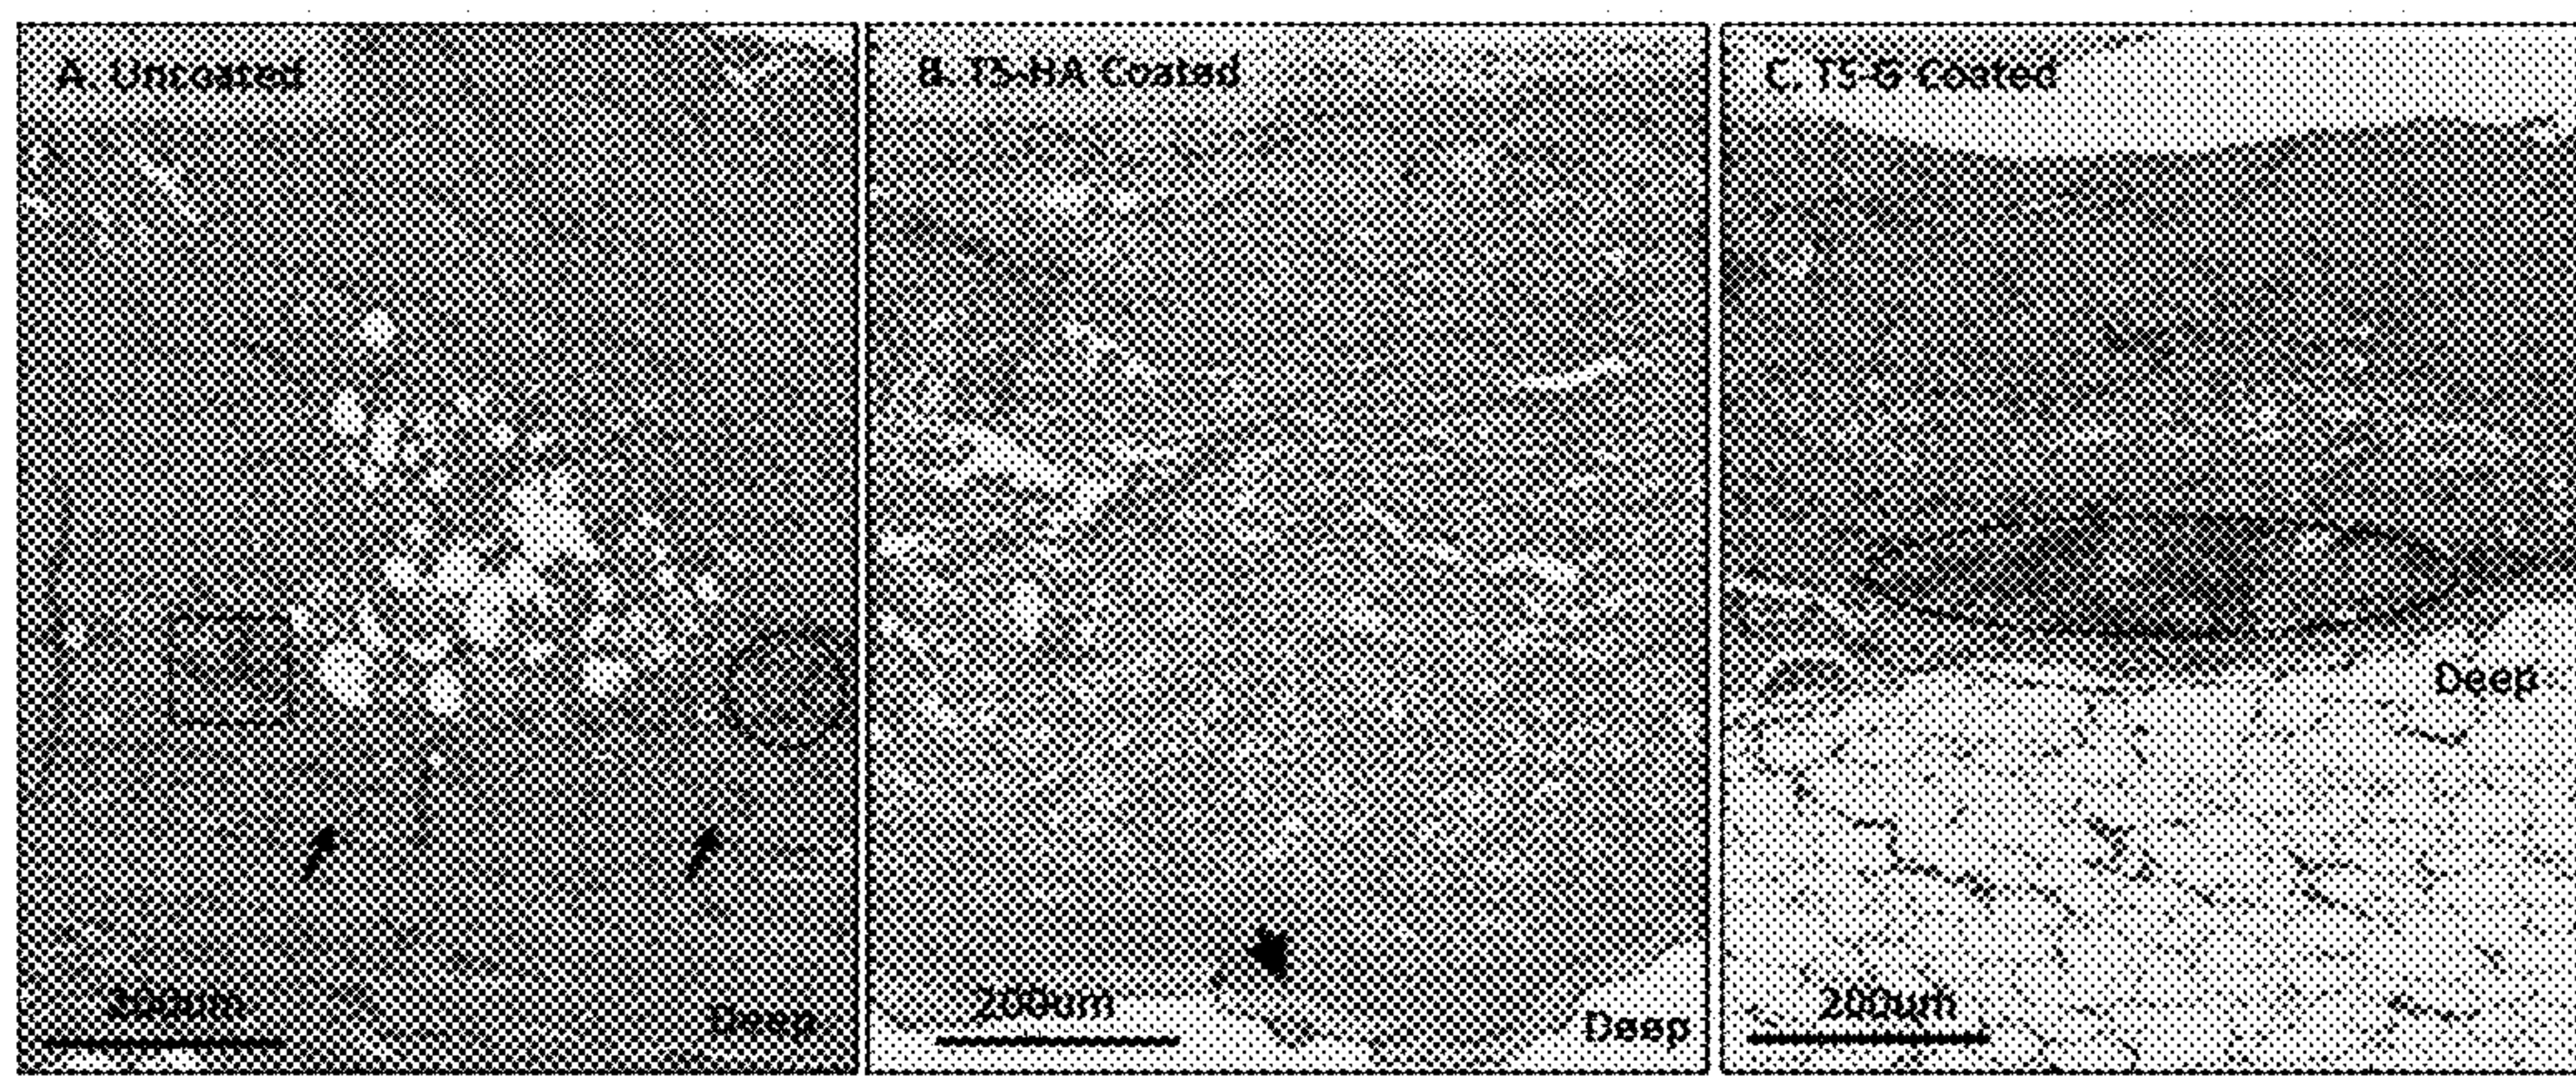 A. Uncoated
B. TS-HA Coated
C. TS-G Coated
Deep
Deep
200um
Deep
200um